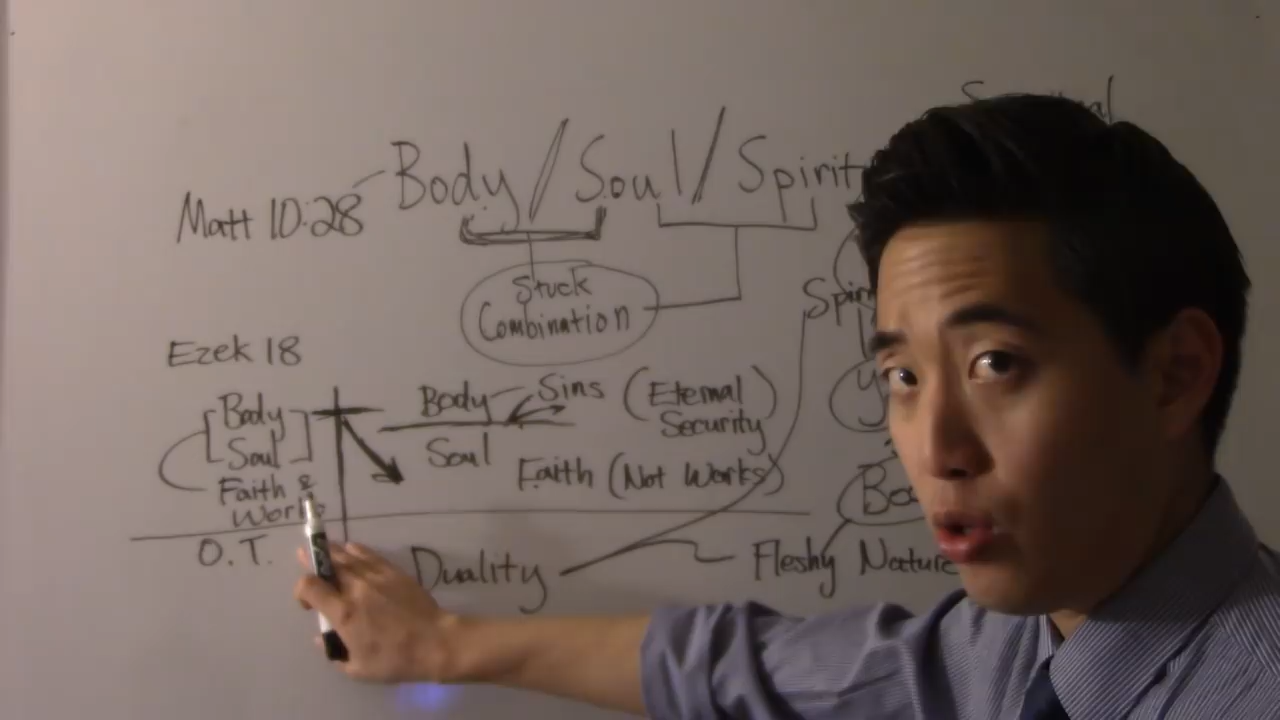 Body / Soul / Spirit
Matt 10:28
Stuck
Combination
Ezek 18
Body
Soul
Faith &
Works
O.T.
Body
Sins (Eternal
Security)
Soul
Faith (Not Works)
Duality
Fleshy Nature